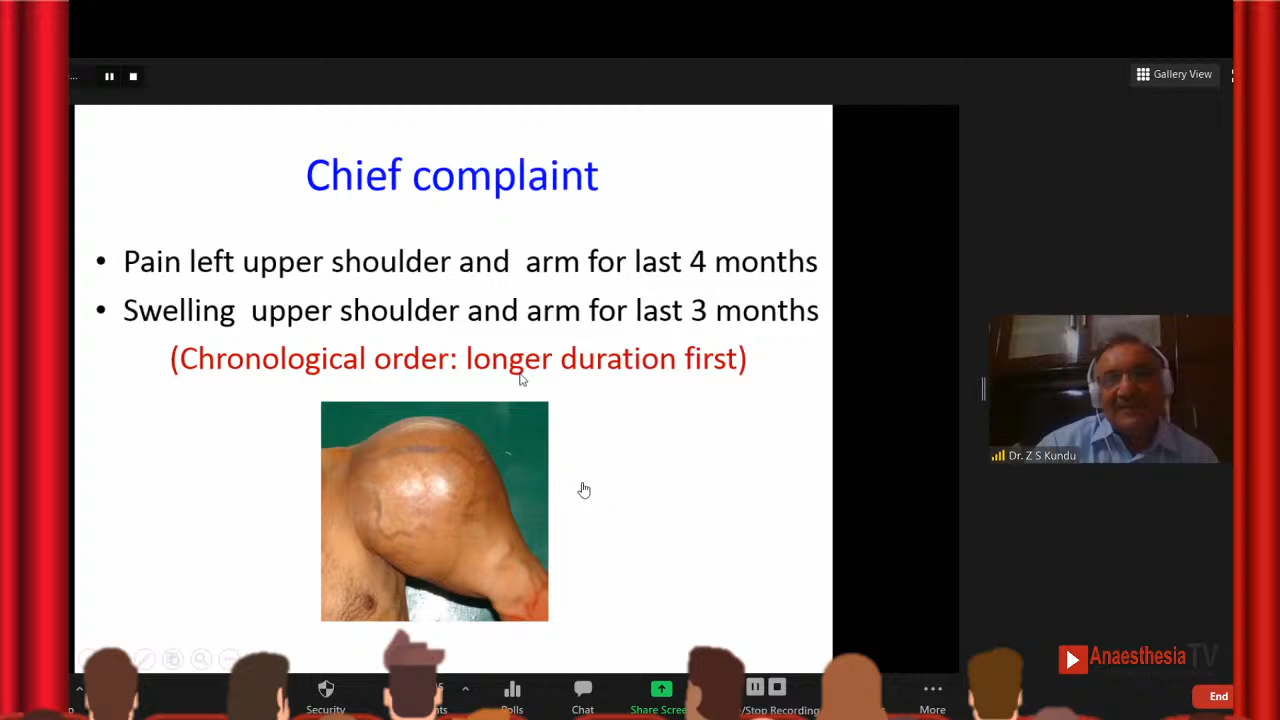 ...
Gallery View
Chief complaint
• Pain left upper shoulder and arm for last 4 months
• Swelling upper shoulder and arm for last 3 months
(Chronological order: longer duration first)
Dr. Z S Kundu
Anaesthesia TV
End
Security
Polls
Chat
Share Scree
/Stop Recording
More